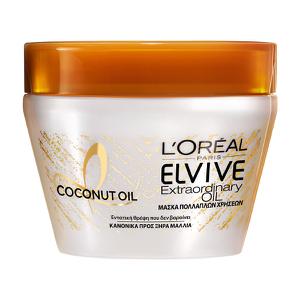 L'ORÉAL
PARIS
ELVIVE
Extraordinary
OIL
COCONUT OIL
ΜΑΣΚΑ ΠΟΛΛΑΠΛΩΝ ΧΡΗΣΕΩΝ
Εντατική θρέψη που δεν βαραίνει
ΚΑΝΟΝΙΚΑ ΠΡΟΣ ΞΗΡΑ ΜΑΛΛΙΑ